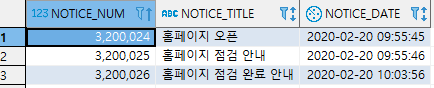 123 NOTICE_NUM ABC NOTICE_TITLE NOTICE_DATE
1 3,200,024 홈페이지 오픈 2020-02-20 09:55:45
2 3,200,025 홈페이지 점검 안내 2020-02-20 09:55:46
3 3,200,026 홈페이지 점검 완료 안내 2020-02-20 10:03:56